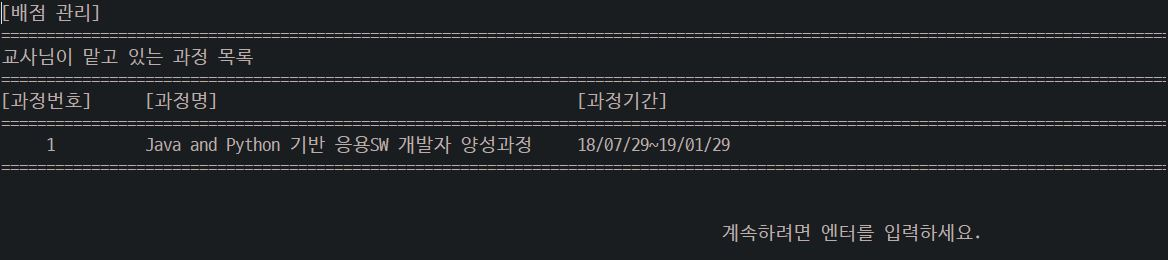 [배점 관리]
교사님이 맡고 있는 과정 목록
[과정번호] [과정명] [과정기간]
1 Java and Python 기반 응용SW 개발자 양성과정 18/07/29~19/01/29
계속하려면 엔터를 입력하세요.